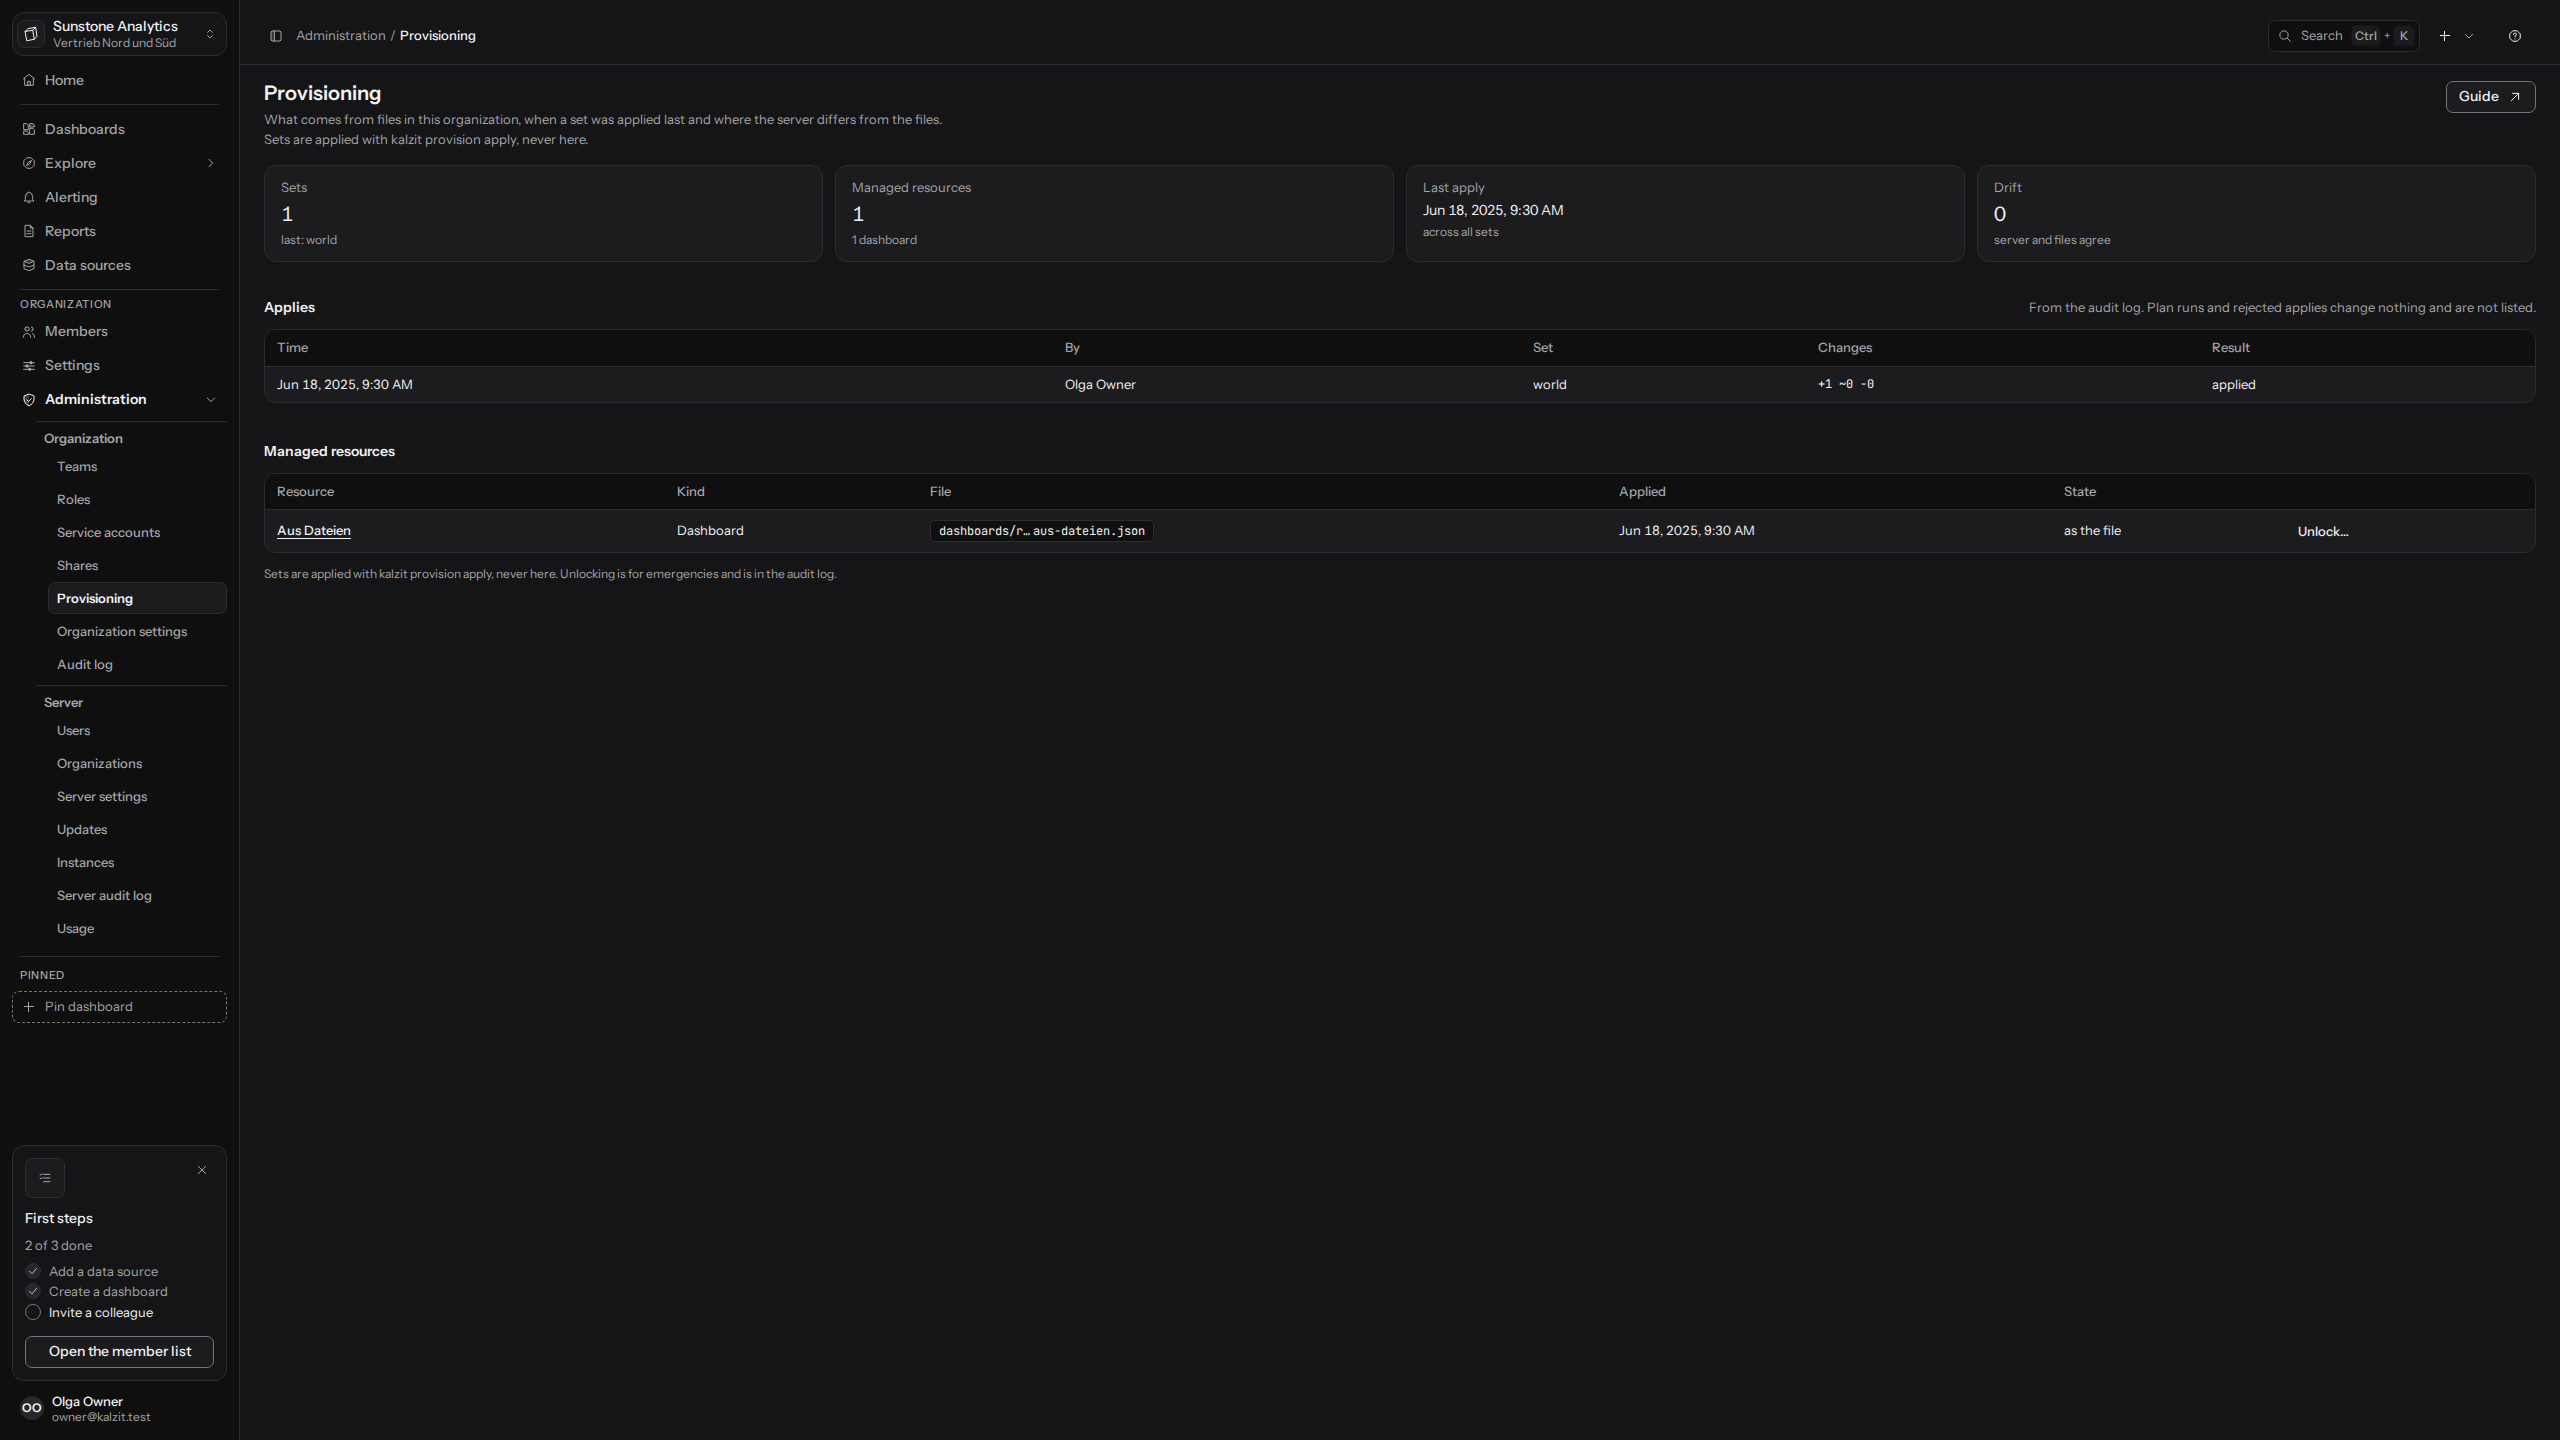 Sunstone Analytics
Vertrieb Nord und Süd
Home
Dashboards
Explore
Alerting
Reports
Data sources
ORGANIZATION
Members
Settings
Administration
Organization
Teams
Roles
Service accounts
Shares
Provisioning
Organization settings
Audit log
Server
Users
Organizations
Server settings
Updates
Instances
Server audit log
Usage
PINNED
Pin dashboard
First steps
2 of 3 done
Add a data source
Create a dashboard
Invite a colleague
Open the member list
OO
Olga Owner
owner@kalzit.test
Administration / Provisioning
Search Ctrl + K
Provisioning
Guide
What comes from files in this organization, when a set was applied last and where the server differs from the files.
Sets are applied with kalzit provision apply, never here.
Sets
1
last: world
Managed resources
1
1 dashboard
Last apply
Jun 18, 2025, 9:30 AM
across all sets
Drift
0
server and files agree
Applies
From the audit log. Plan runs and rejected applies change nothing and are not listed.
Time By Set Changes Result
Jun 18, 2025, 9:30 AM Olga Owner world +1 ~0 -0 applied
Managed resources
Resource Kind File Applied State
Aus Dateien Dashboard dashboards/r… aus-dateien.json Jun 18, 2025, 9:30 AM as the file Unlock…
Sets are applied with kalzit provision apply, never here. Unlocking is for emergencies and is in the audit log.